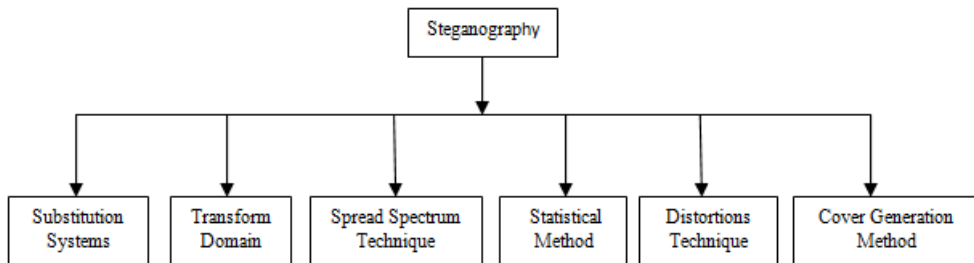 Steganography
Substitution
Systems
Transform
Domain
Spread Spectrum
Technique
Statistical
Method
Distortions
Technique
Cover Generation
Method